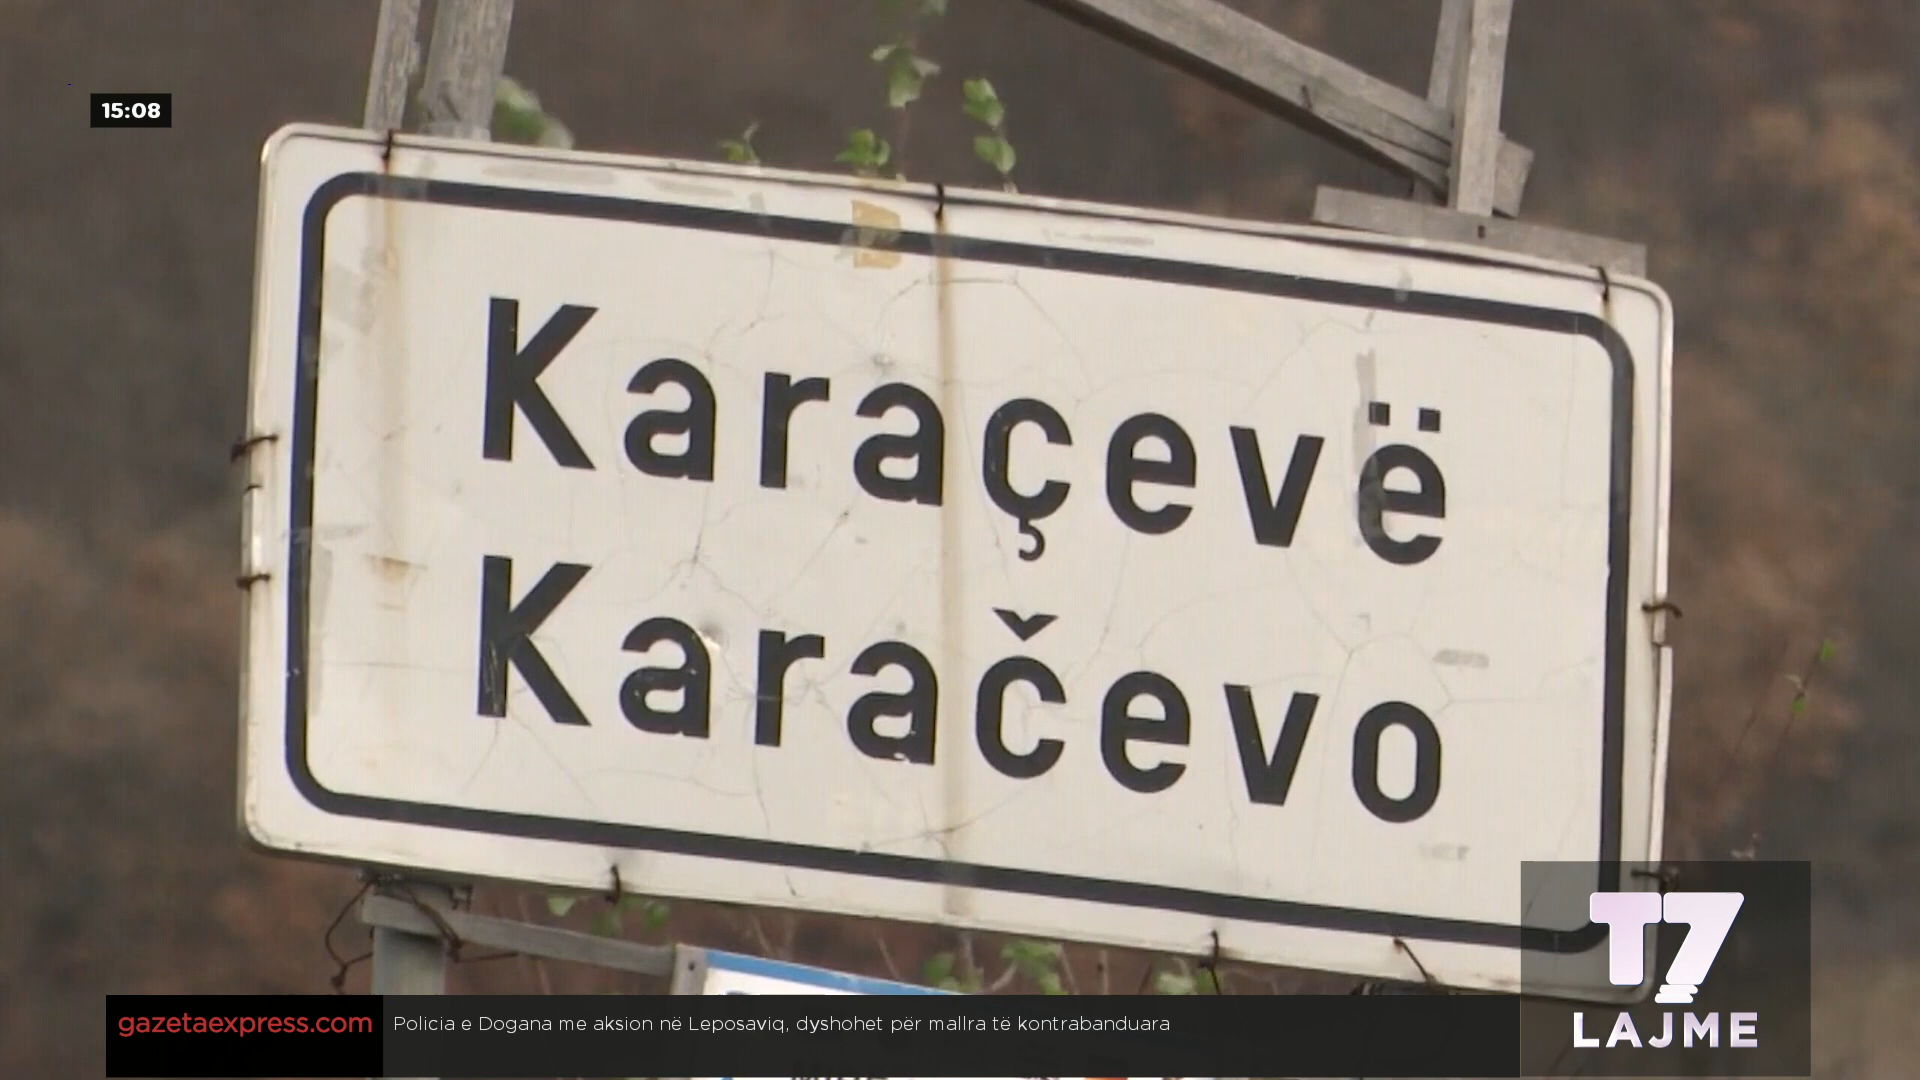 15:08
Karaçevë
Karačevo
T7
LAJME
gazetaexpress.com
Policia e Dogana me aksion në Leposaviq, dyshohet për mallra të kontrabanduara